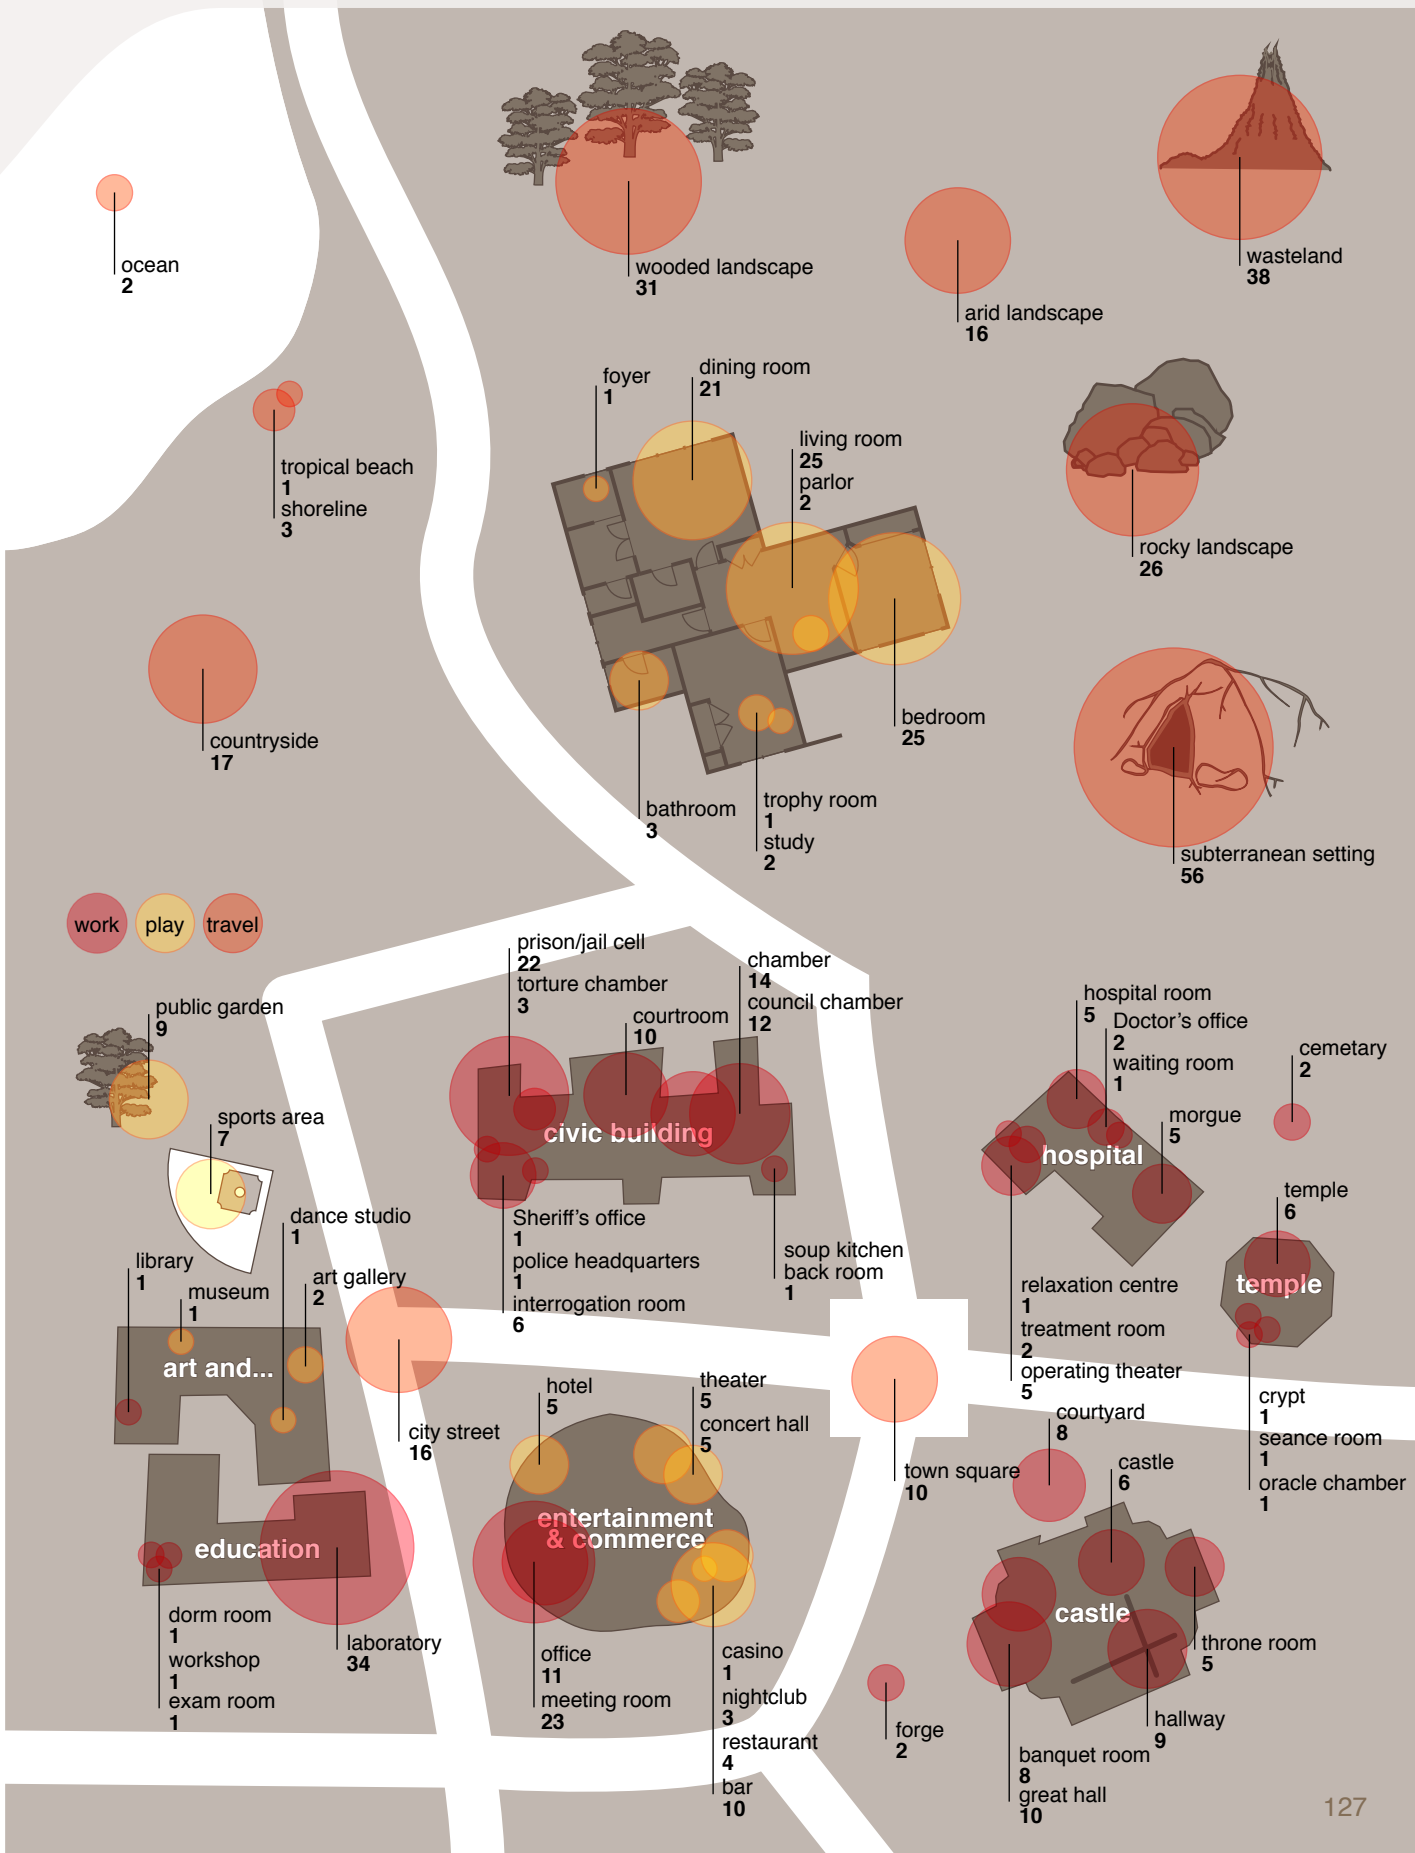 ocean
2
wooded landscape
31
wasteland
38
arid landscape
16
foyer
1
dining room
21
living room
25
parlor
2
tropical beach
1
shoreline
3
rocky landscape
26
countryside
17
bedroom
25
bathroom
3
trophy room
1
study
2
subterranean setting
56
work
play
travel
prison/jail cell
22
torture chamber
3
courtroom
10
chamber
14
council chamber
12
public garden
9
sports area
7
civic building
hospital room
5
Doctor's office
2
waiting room
1
cemetary
2
morgue
5
hospital
temple
6
temple
dance studio
1
library
1
museum
1
art gallery
2
art and...
Sheriff's office
1
police headquarters
1
interrogation room
6
soup kitchen
back room
1
relaxation centre
1
treatment room
2
operating theater
5
crypt
1
seance room
1
oracle chamber
1
city street
16
hotel
5
theater
5
concert hall
5
town square
10
courtyard
8
castle
6
entertainment
& commerce
education
castle
dorm room
1
workshop
1
exam room
1
laboratory
34
office
11
meeting room
23
casino
1
nightclub
3
restaurant
4
bar
10
forge
2
throne room
5
hallway
9
banquet room
8
great hall
10
127